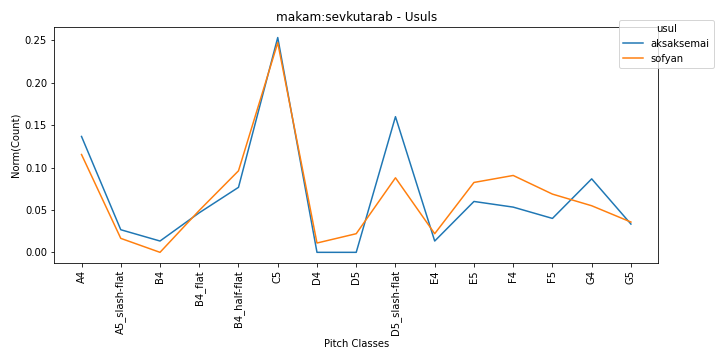 makam:sevkutarab - Usuls
usul
aksaksemai
sofyan
Norm(Count)
0.25
0.20
0.15
0.10
0.05
0.00
A4
A5_slash-flat
B4
B4_flat
B4_half-flat
C5
D4
D5
D5_slash-flat
E4
E5
F4
F5
G4
G5
Pitch Classes